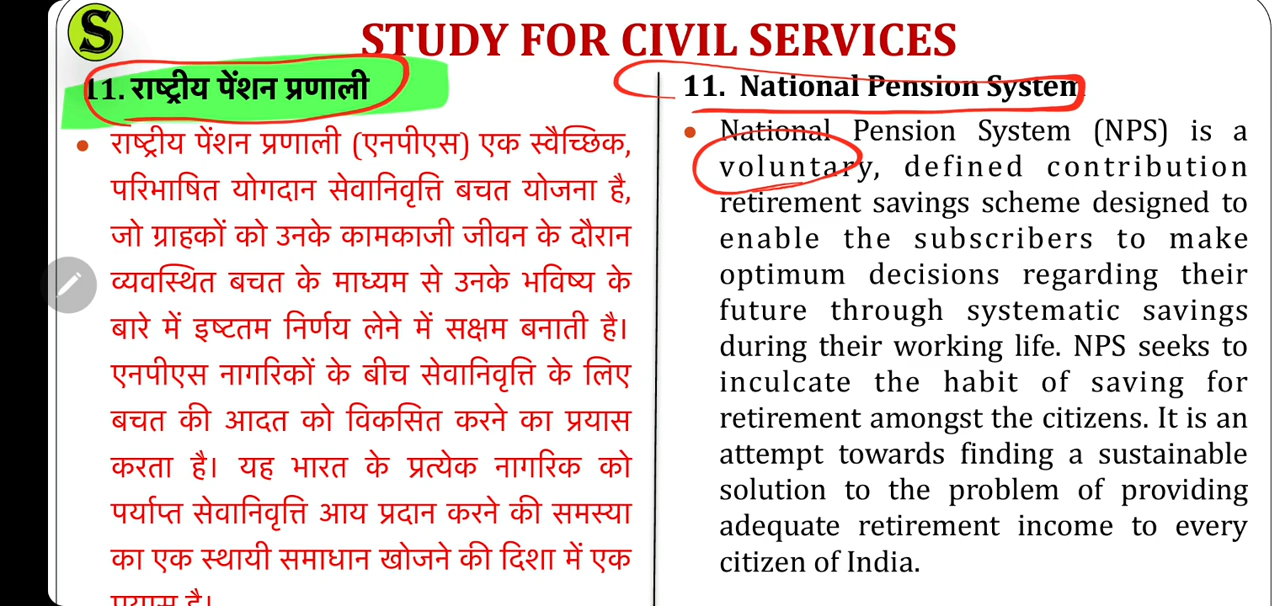 S
STUDY FOR CIVIL SERVICES
11. राष्ट्रीय पेंशन प्रणाली
राष्ट्रीय पेंशन प्रणाली (एनपीएस) एक स्वैच्छिक,
परिभाषित योगदान सेवानिवृत्ति बचत योजना है,
जो ग्राहकों को उनके कामकाजी जीवन के दौरान
व्यवस्थित बचत के माध्यम से उनके भविष्य के
बारे में इष्टतम निर्णय लेने में सक्षम बनाती है।
एनपीएस नागरिकों के बीच सेवानिवृत्ति के लिए
बचत की आदत को विकसित करने का प्रयास
करता है। यह भारत के प्रत्येक नागरिक को
पर्याप्त सेवानिवृत्ति आय प्रदान करने की समस्या
का एक स्थायी समाधान खोजने की दिशा में एक
प्रयास है।
11. National Pension System
National Pension System (NPS) is a
voluntary, defined contribution
retirement savings scheme designed to
enable the subscribers to make
optimum decisions regarding their
future through systematic savings
during their working life. NPS seeks to
inculcate the habit of saving for
retirement amongst the citizens. It is an
attempt towards finding a sustainable
solution to the problem of providing
adequate retirement income to every
citizen of India.